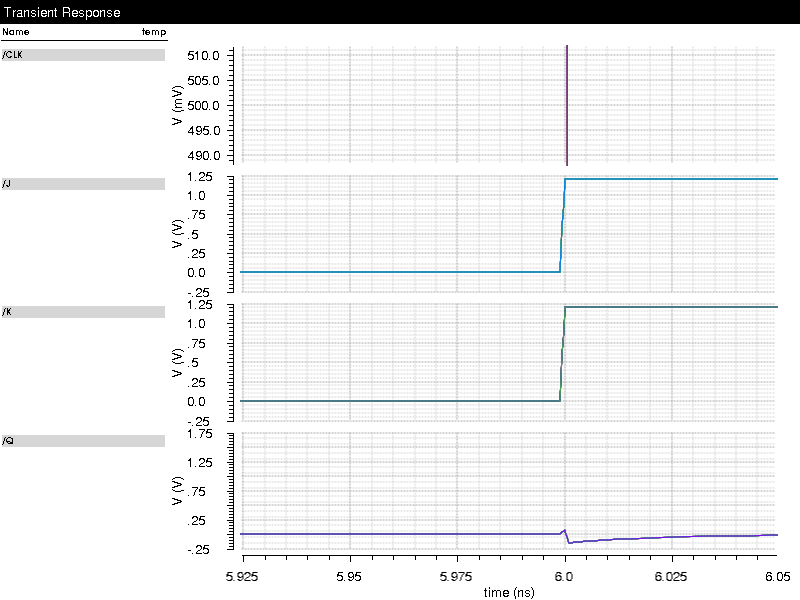 Transient Response
Name temp
/CLK
510.0
505.0
500.0
495.0
490.0
V (mV)
/J
1.25
1.0
.75
.5
.25
0.0
-.25
V (V)
/K
1.25
1.0
.75
.5
.25
0.0
-.25
V (V)
/Q
1.75
1.25
.75
.25
-.25
V (V)
5.925 5.95 5.975 6.0 6.025 6.05
time (ns)